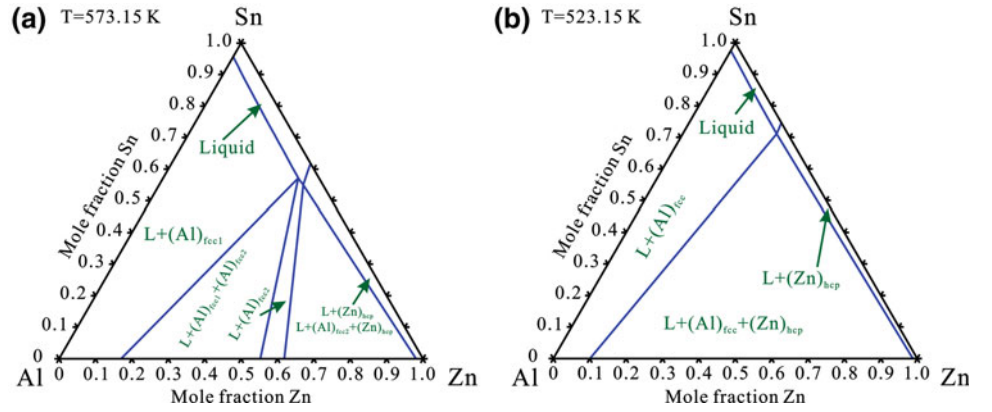 (a) T=573.15 K
Sn
1.0
0.9
0.8
0.7
0.6
0.5
0.4
0.3
0.2
0.1
0
Mole fraction Sn
Liquid
L+(Al)fcc1
L+(Al)fcc1+(Al)fcc2
L+(Al)fcc2
L+(Zn)hcp
L+(Al)fcc2+(Zn)hcp
Al
0 0.1 0.2 0.3 0.4 0.5 0.6 0.7 0.8 0.9 1.0
Zn
Mole fraction Zn
(b) T=523.15 K
Sn
1.0
0.9
0.8
0.7
0.6
0.5
0.4
0.3
0.2
0.1
0
Mole fraction Sn
Liquid
L+(Al)fcc
L+(Zn)hcp
L+(Al)fcc+(Zn)hcp
Al
0 0.1 0.2 0.3 0.4 0.5 0.6 0.7 0.8 0.9 1.0
Zn
Mole fraction Zn